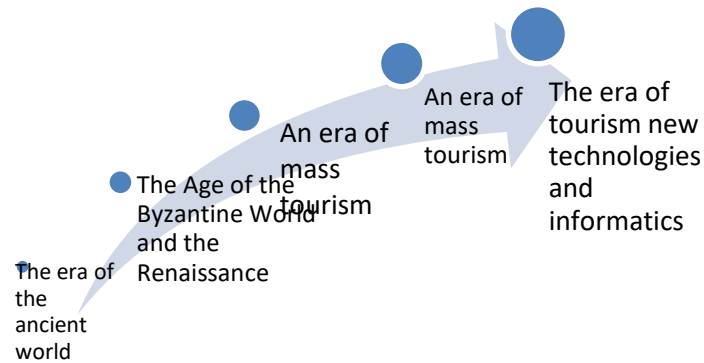 The era of
the
ancient
world
The Age of the
Byzantine World
and the
Renaissance
An era of
mass
tourism
An era of
mass
tourism
The era of
tourism new
technologies
and
informatics